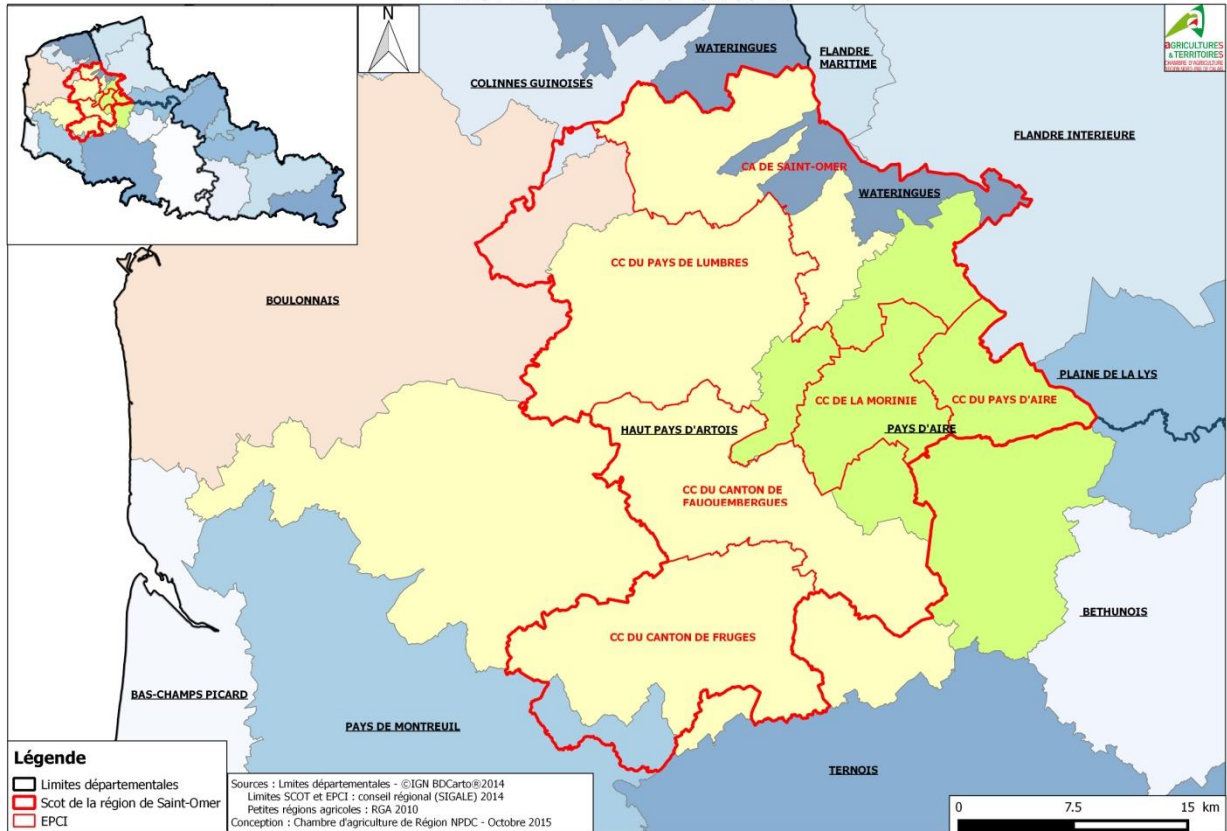 N
AGRICULTURES
& TERRITOIRES
CHAMBRE D'AGRICULTURE
WATERINGUES
FLANDRE
MARITIME
COLINNES GUINOISES
FLANDRE INTERIEURE
CA DE SAINT-OMER
WATERINGUES
CC DU PAYS DE LUMBRES
BOULONNAIS
PLAINE DE LA LYS
CC DE LA MORINIE
CC DU PAYS D'AIRE
HAUT PAYS D'ARTOIS
PAYS D'AIRE
CC DU CANTON DE
FAUQUEMBERGUES
BETHUNOIS
CC DU CANTON DE FRUGES
BAS-CHAMPS PICARD
PAYS DE MONTREUIL
TERNOIS
Légende
Limites départementales
Scot de la région de Saint-Omer
EPCI
Sources : Lmites départementales - ©IGN BDCarto®2014
Limites SCOT et EPCI : conseil régional (SIGALE) 2014
Petites régions agricoles : RGA 2010
Conception : Chambre d'agriculture de Région NPDC - Octobre 2015
0 7.5 15 km